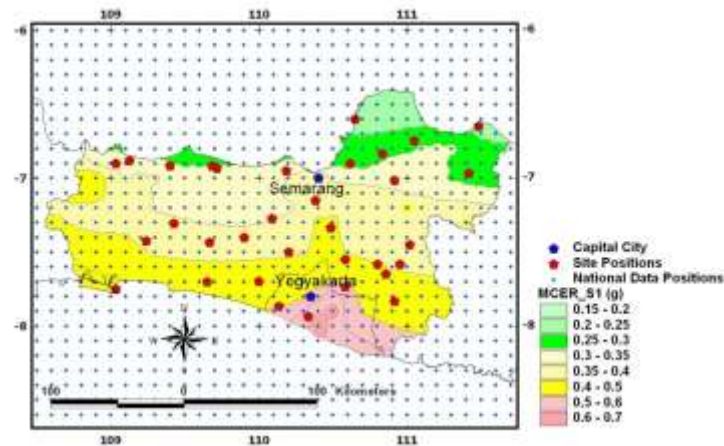 109 110 111
-6 -6
-7 -7
Semarang
Yogyakarta
-8 -8
N
W E
S
100 0 100 Kilometers
109 110 111
Capital City
Site Positions
National Data Positions
MCER_S1 (g)
0.15 - 0.2
0.2 - 0.25
0.25 - 0.3
0.3 - 0.35
0.35 - 0.4
0.4 - 0.5
0.5 - 0.6
0.6 - 0.7